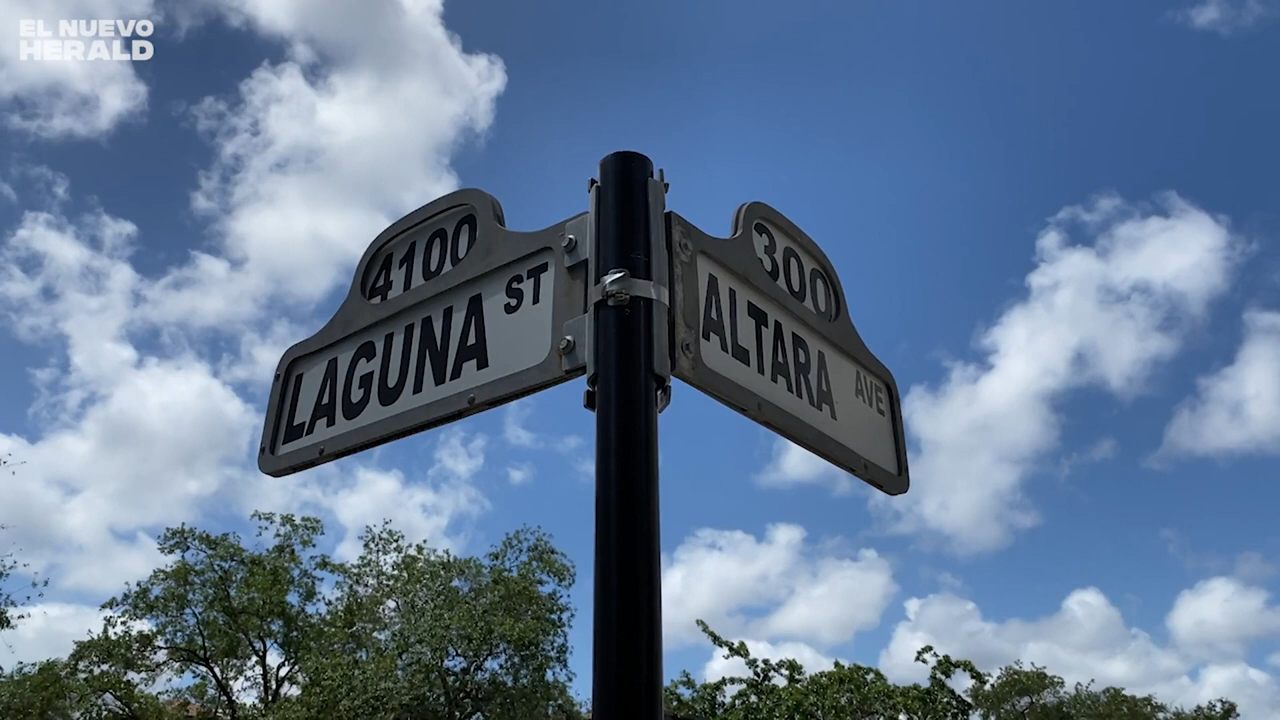 EL NUEVO
HERALD
4100
LAGUNA ST
300
ALTARA AVE